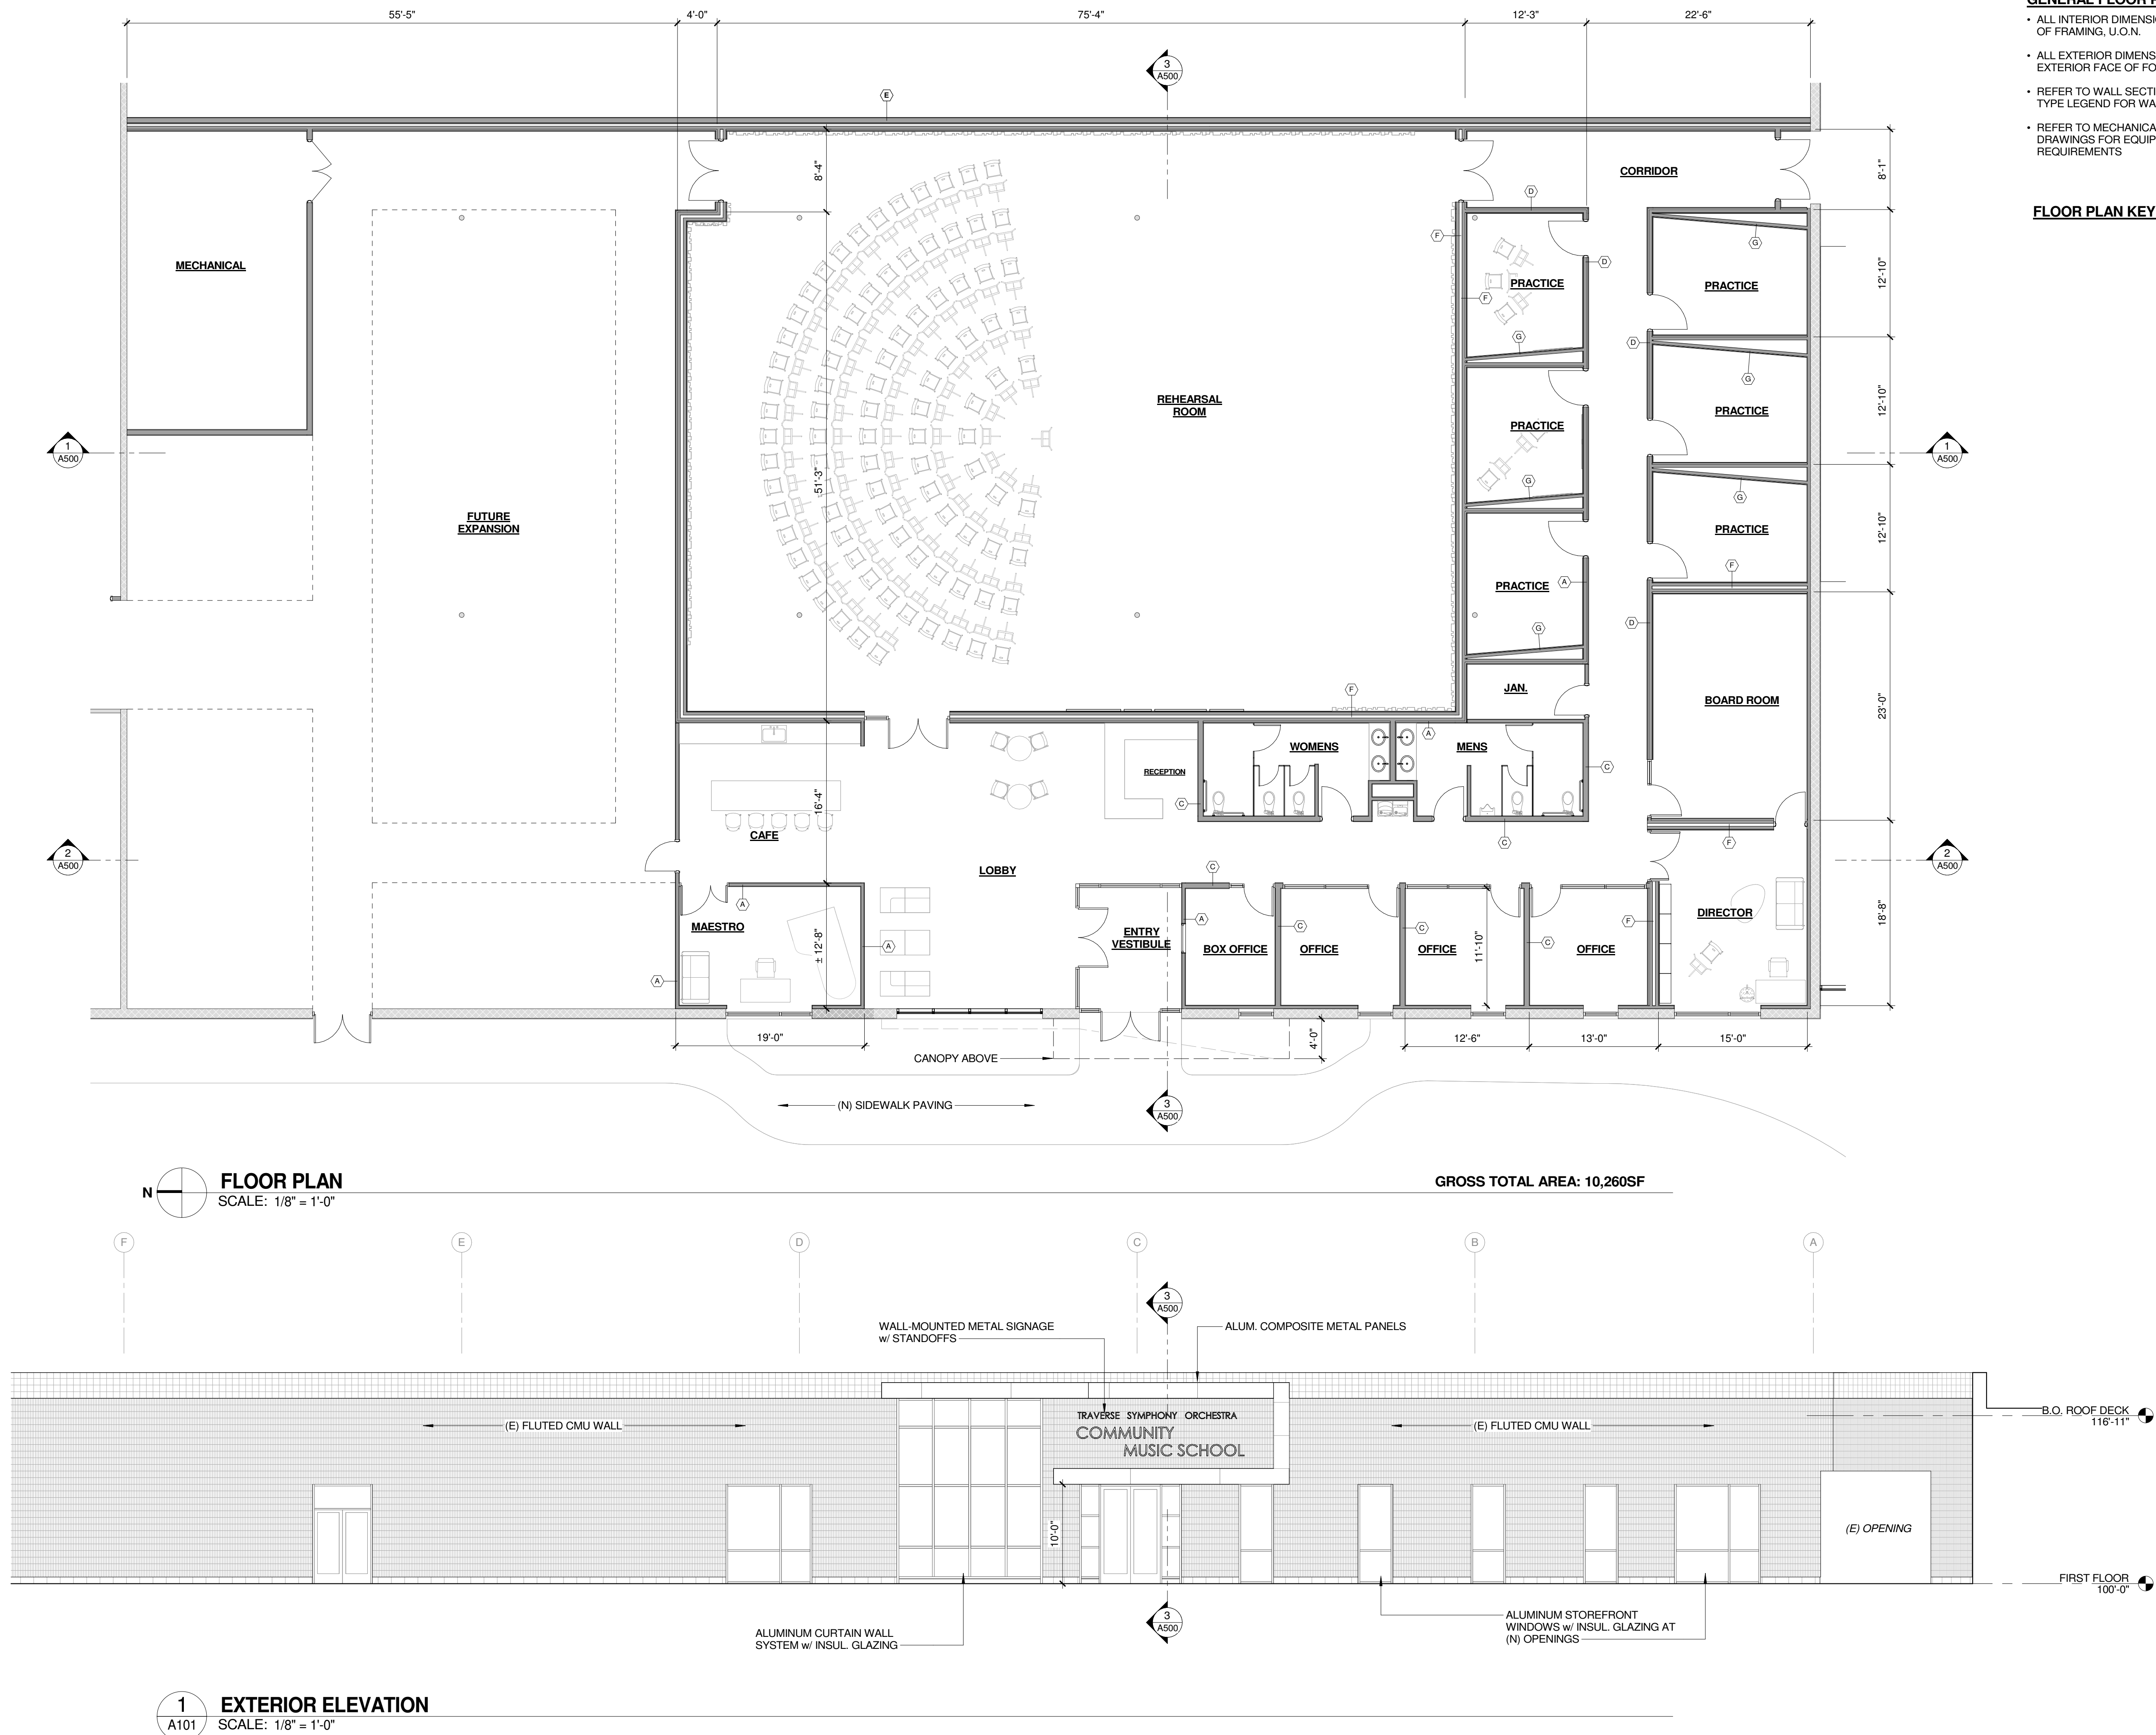 55'-5"
4'-0"
75'-4"
12'-3"
22'-6"
OF FRAMING, U.O.N.
• ALL INTERIOR DIMENSI
• ALL EXTERIOR DIMENS
EXTERIOR FACE OF FO
• REFER TO WALL SECTI
TYPE LEGEND FOR WA
• REFER TO MECHANICA
DRAWINGS FOR EQUIP
REQUIREMENTS
FLOOR PLAN KEY
3
A500
E
8'-4"
CORRIDOR
8'-1"
D
F
G
MECHANICAL
D
PRACTICE
PRACTICE
12'-10"
F
G
D
G
REHEARSAL
ROOM
PRACTICE
PRACTICE
12'-10"
1
A500
1
A500
51'-3"
G
G
FUTURE
EXPANSION
PRACTICE
12'-10"
F
PRACTICE
A
G
D
JAN.
F
BOARD ROOM
23'-0"
A
WOMENS
MENS
C
RECEPTION
C
16'-4"
CAFE
C
F
2
A500
2
A500
LOBBY
C
A
MAESTRO
A
± 12'-8"
A
ENTRY
VESTIBULE
A
BOX OFFICE
C
OFFICE
C
OFFICE
11'-10"
C
OFFICE
F
DIRECTOR
18'-8"
A
19'-0"
CANOPY ABOVE
4'-0"
12'-6"
13'-0"
15'-0"
(N) SIDEWALK PAVING
3
A500
N
FLOOR PLAN
SCALE: 1/8" = 1'-0"
GROSS TOTAL AREA: 10,260SF
F
E
D
C
B
A
3
A500
WALL-MOUNTED METAL SIGNAGE
w/ STANDOFFS
ALUM. COMPOSITE METAL PANELS
B.O. ROOF DECK
116'-11"
(E) FLUTED CMU WALL
TRAVERSE SYMPHONY ORCHESTRA
COMMUNITY
MUSIC SCHOOL
(E) FLUTED CMU WALL
10'-0"
(E) OPENING
FIRST FLOOR
100'-0"
3
A500
ALUMINUM CURTAIN WALL
SYSTEM w/ INSUL. GLAZING
ALUMINUM STOREFRONT
WINDOWS w/ INSUL. GLAZING AT
(N) OPENINGS
1
A101
EXTERIOR ELEVATION
SCALE: 1/8" = 1'-0"